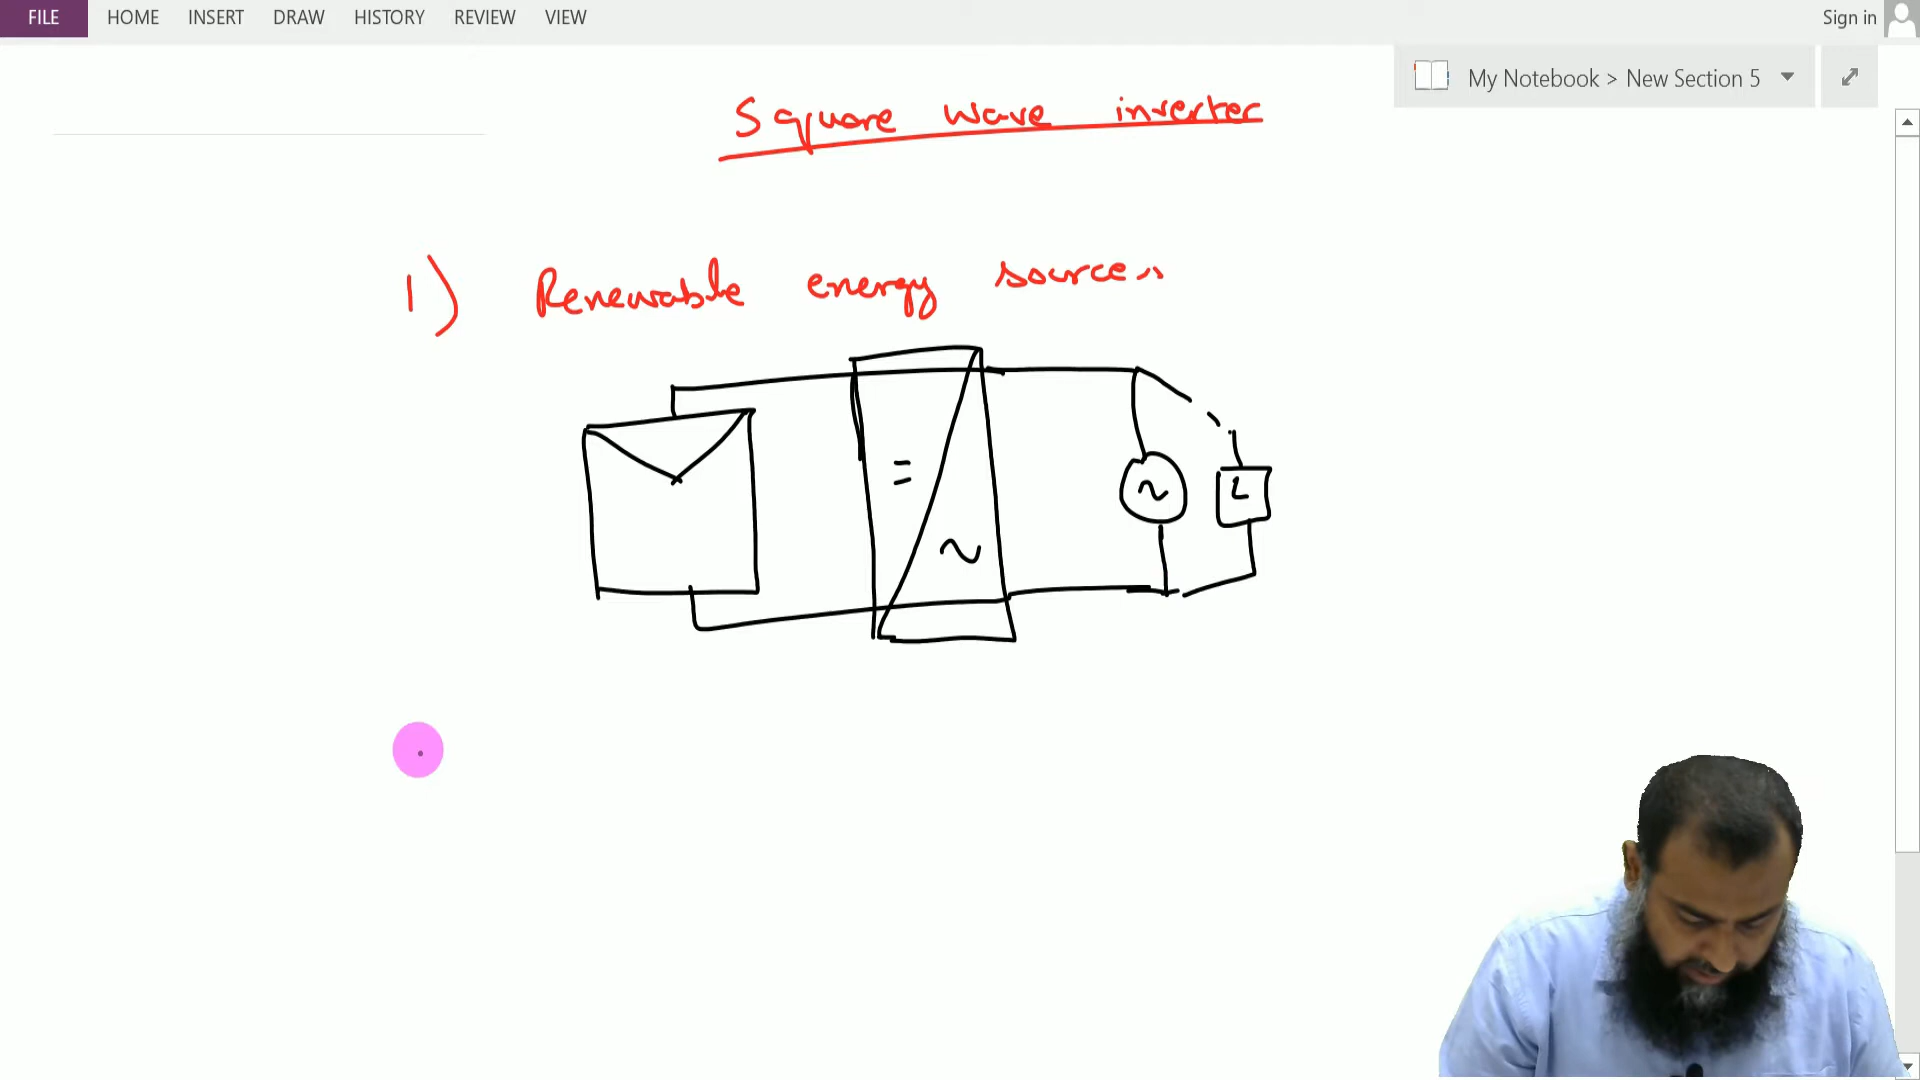 FILE HOME INSERT DRAW HISTORY REVIEW VIEW Sign in
My Notebook > New Section 5
Square wave inverter
1) Renewable energy sources
= ~
~ L